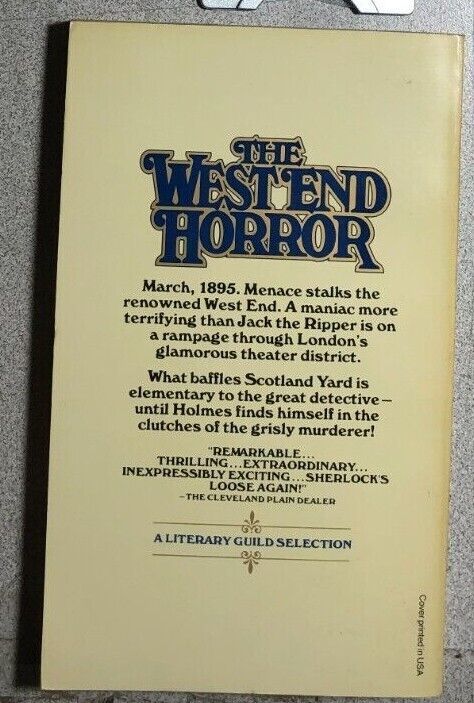 THE
WEST END
HORROR
March, 1895. Menace stalks the
renowned West End. A maniac more
terrifying than Jack the Ripper is on
a rampage through London's
glamorous theater district.
What baffles Scotland Yard is
elementary to the great detective—
until Holmes finds himself in the
clutches of the grisly murderer!
"REMARKABLE...
THRILLING...EXTRAORDINARY...
INEXPRESSIBLY EXCITING...SHERLOCK'S
LOOSE AGAIN!"
—THE CLEVELAND PLAIN DEALER
A LITERARY GUILD SELECTION
Cover printed in USA